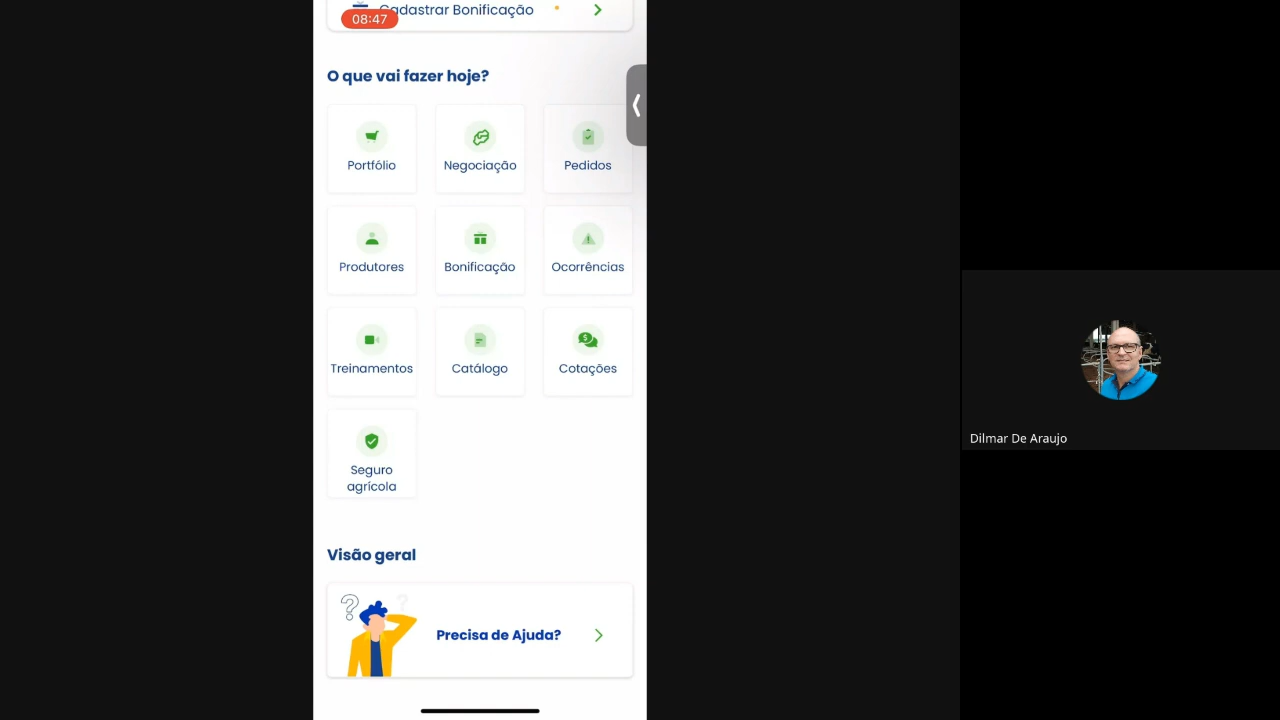 Cadastrar Bonificação
08:47
O que vai fazer hoje?
Portfólio
Negociação
Pedidos
Produtores
Bonificação
Ocorrências
Treinamentos
Catálogo
Cotações
Seguro
agrícola
Visão geral
Precisa de Ajuda?
Dilmar De Araujo